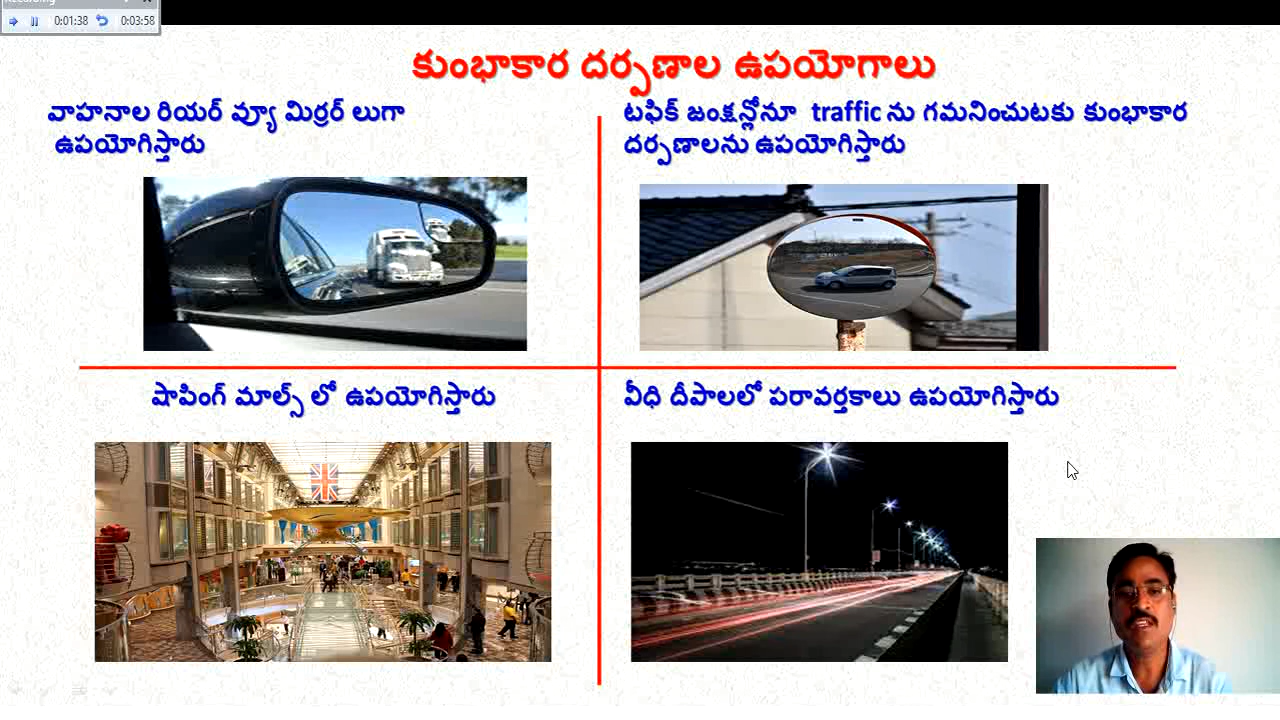 Recording
0:01:38
0:03:58
కుంభాకార దర్పణాల ఉపయోగాలు
వాహనాల రియర్ వ్యూ మిర్రర్ లుగా
ఉపయోగిస్తారు
టఫిక్ జంక్షన్లోనూ traffic ను గమనించుటకు కుంభాకార
దర్పణాలను ఉపయోగిస్తారు
షాపింగ్ మాల్స్ లో ఉపయోగిస్తారు
వీధి దీపాలలో పరావర్తకాలు ఉపయోగిస్తారు